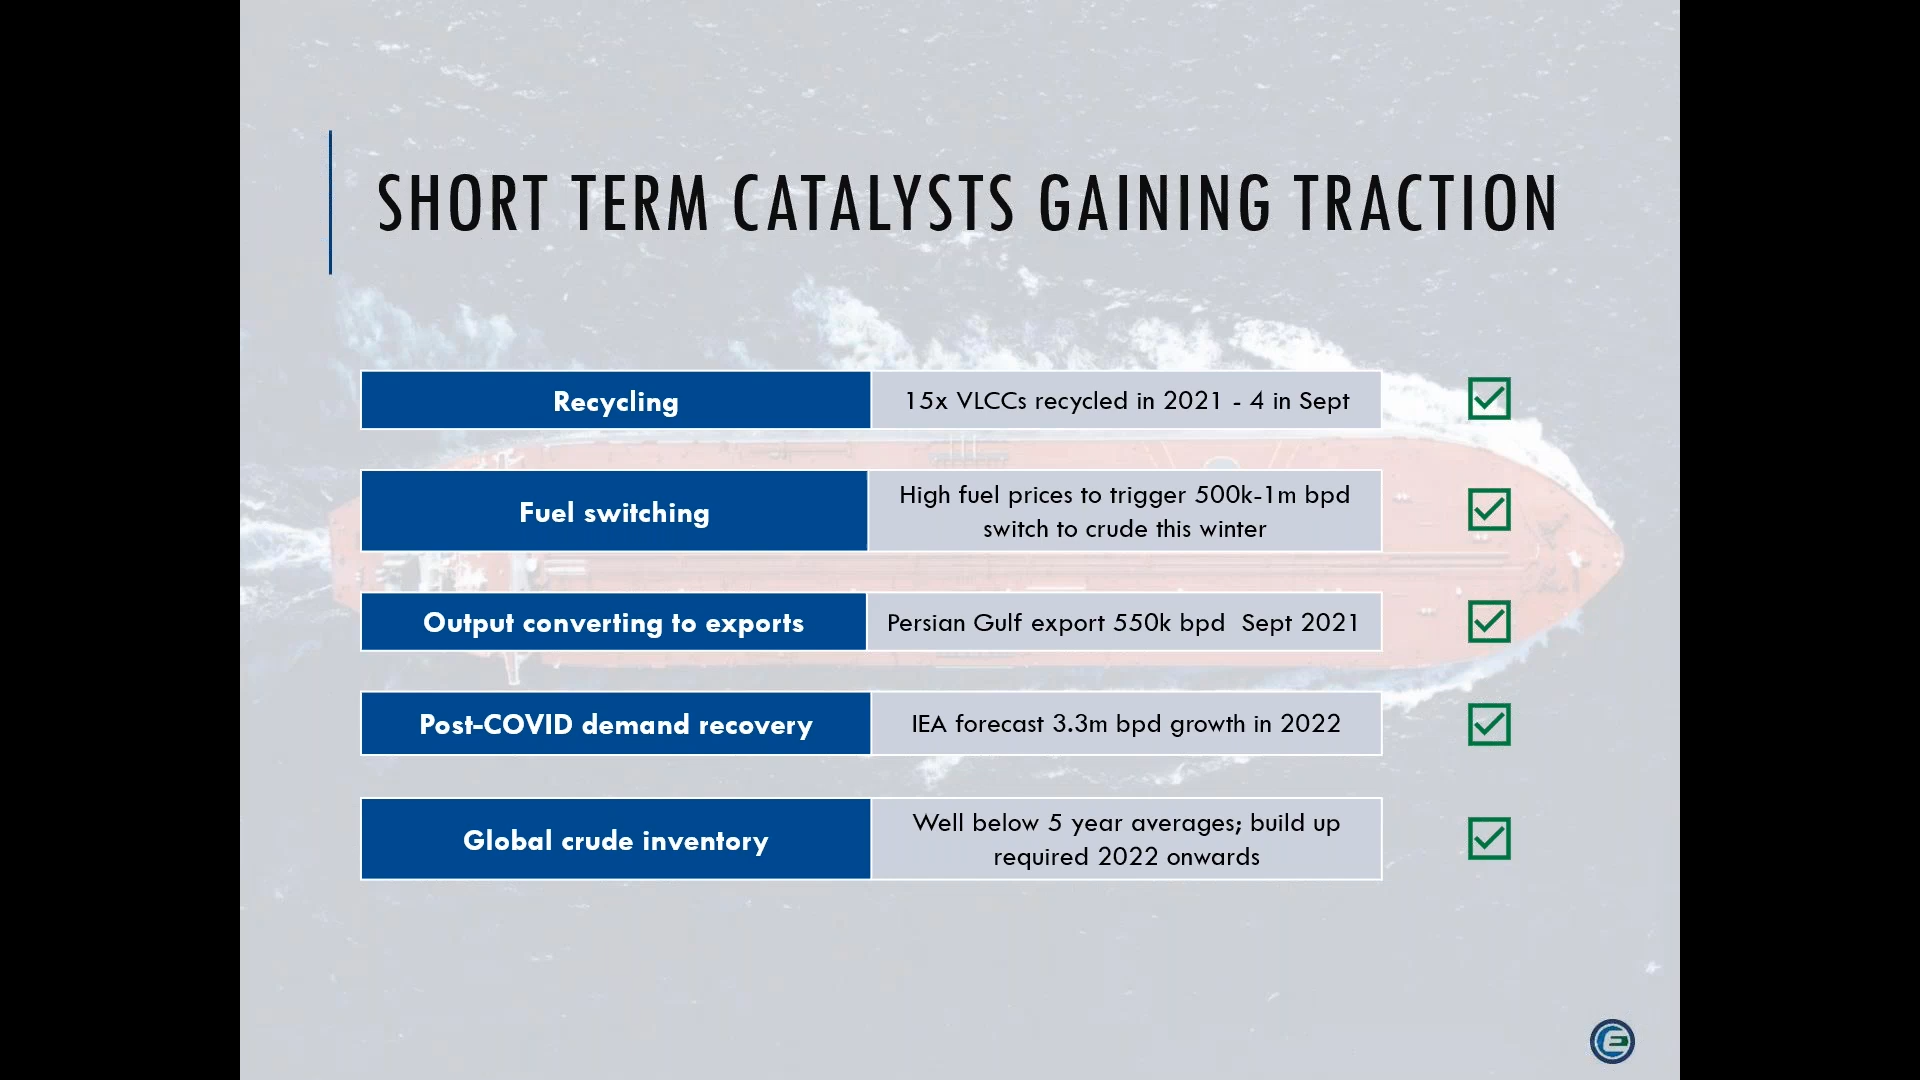 SHORT TERM CATALYSTS GAINING TRACTION
Recycling
15x VLCCs recycled in 2021 - 4 in Sept
Fuel switching
High fuel prices to trigger 500k-1m bpd
switch to crude this winter
Output converting to exports
Persian Gulf export 550k bpd  Sept 2021
Post-COVID demand recovery
IEA forecast 3.3m bpd growth in 2022
Global crude inventory
Well below 5 year averages; build up
required 2022 onwards